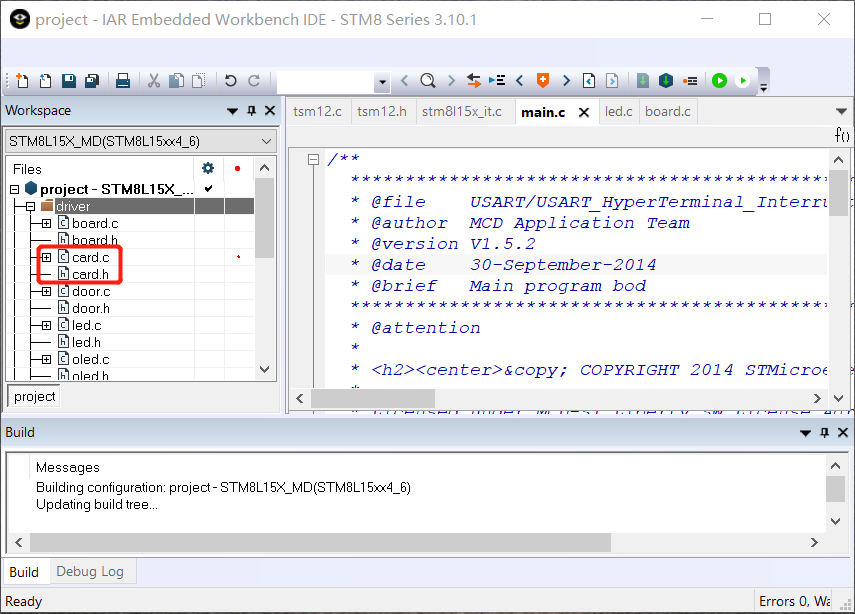 project - IAR Embedded Workbench IDE - STM8 Series 3.10.1
Workspace
STM8L15X_MD(STM8L15xx4_6)
Files
project - STM8L15X_...
driver
board.c
board.h
card.c
card.h
door.c
door.h
led.c
led.h
oled.c
oled.h
project
tsm12.c tsm12.h stm8l15x_it.c main.c led.c board.c
f()
/**
* @file USART/USART_HyperTerminal_Interru
* @author MCD Application Team
* @version V1.5.2
* @date 30-September-2014
* @brief Main program bod
******************************************
* @attention
*
* <h2><center>&copy; COPYRIGHT 2014 STMicroe
*
Build
Messages
Building configuration: project - STM8L15X_MD(STM8L15xx4_6)
Updating build tree...
Build Debug Log
Ready
Errors 0, Wa